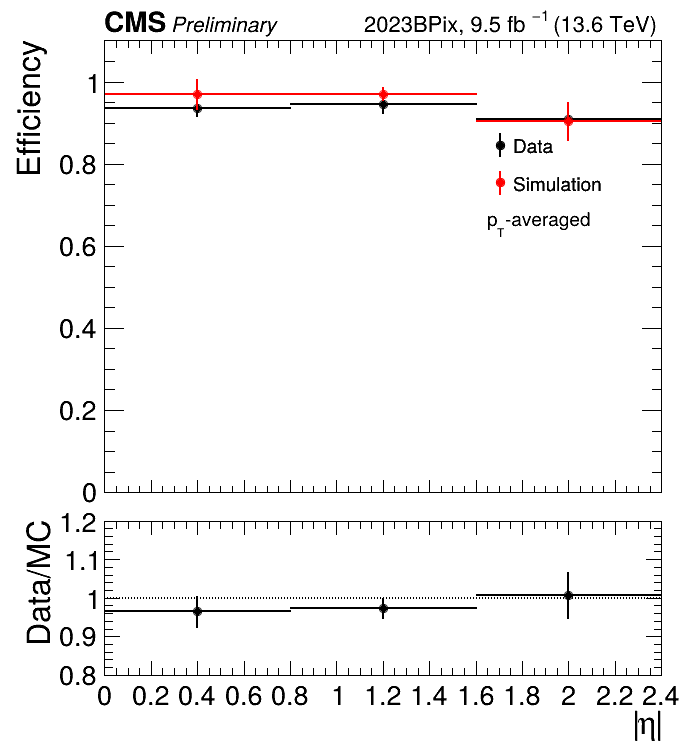 CMS Preliminary 2023BPix, 9.5 fb⁻¹ (13.6 TeV)
Efficiency
1
0.8
0.6
0.4
0.2
0
Data
Simulation
p_T-averaged
Data/MC
1.2
1.1
1
0.9
0.8
0 0.2 0.4 0.6 0.8 1 1.2 1.4 1.6 1.8 2 2.2 2.4
|η|